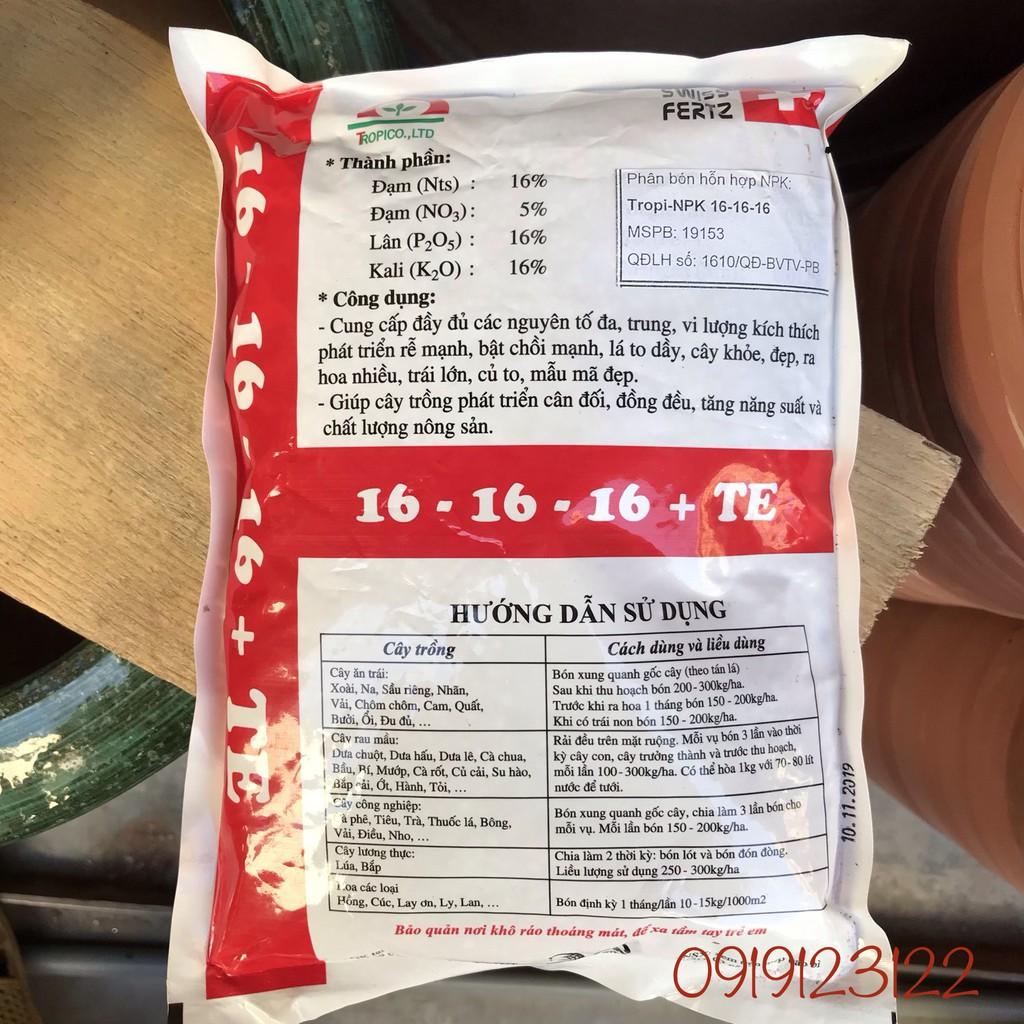 TROPICO.,LTD
SWISS
FERTZ
16 - 16 - 16 + TE
* Thành phần:
Đạm (Nts) : 16%
Đạm (NO3) : 5%
Lân (P2O5) : 16%
Kali (K2O) : 16%
Phân bón hỗn hợp NPK:
Tropi-NPK 16-16-16
MSPB: 19153
QĐLH số: 1610/QĐ-BVTV-PB
* Công dụng:
- Cung cấp đầy đủ các nguyên tố đa, trung, vi lượng kích thích
phát triển rễ mạnh, bật chồi mạnh, lá to dầy, cây khỏe, đẹp, ra
hoa nhiều, trái lớn, củ to, mẫu mã đẹp.
- Giúp cây trồng phát triển cân đối, đồng đều, tăng năng suất và
chất lượng nông sản.
16 - 16 - 16 + TE
HƯỚNG DẪN SỬ DỤNG
Cây trồng
Cách dùng và liều dùng
Cây ăn trái:
Xoài, Na, Sầu riêng, Nhãn,
Vải, Chôm chôm, Cam, Quất,
Bưởi, Ổi, Đu đủ, ...
Bón xung quanh gốc cây (theo tán lá)
Sau khi thu hoạch bón 200-300kg/ha.
Trước khi ra hoa 1 tháng bón 150 - 200kg/ha.
Khi có trái non bón 150 - 200kg/ha.
Cây rau mầu:
Dưa chuột, Dưa hấu, Dưa lê, Cà chua,
Bầu, Bí, Mướp, Cà rốt, Củ cải, Su hào,
Bắp cải, Ớt, Hành, Tỏi, ...
Rải đều trên mặt ruộng. Mỗi vụ bón 3 lần vào thời
kỳ cây con, cây trưởng thành và trước thu hoạch,
mỗi lần 100-300kg/ha. Có thể hòa 1kg với 70-80 lít
nước để tưới.
Cây công nghiệp:
Cà phê, Tiêu, Trà, Thuốc lá, Bông,
Vải, Điều, Nho, ...
Bón xung quanh gốc cây, chia làm 3 lần bón cho
mỗi vụ. Mỗi lần bón 150 - 200kg/ha.
Cây lương thực:
Lúa, Bắp
Chia làm 2 thời kỳ: bón lót và bón đón đòng.
Liều lượng sử dụng 250 - 300kg/ha
Hoa các loại
Hồng, Cúc, Lay ơn, Ly, Lan, ...
Bón định kỳ 1 tháng/lần 10-15kg/1000m2
10.11.2019
Bảo quản nơi khô ráo thoáng mát, để xa tầm tay trẻ em
0919123122